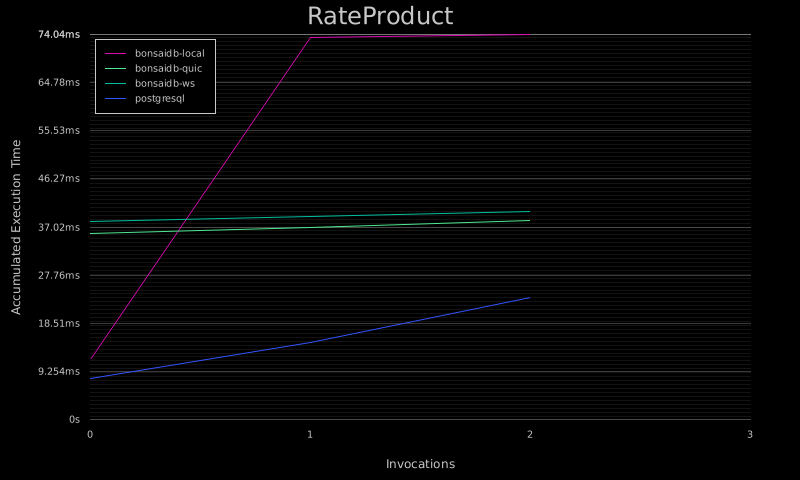 RateProduct
74.04ms
64.78ms
55.53ms
46.27ms
37.02ms
27.76ms
18.51ms
9.254ms
0s
bonsaidb-local
bonsaidb-quic
bonsaidb-ws
postgresql
Accumulated Execution Time
0 1 2 3
Invocations